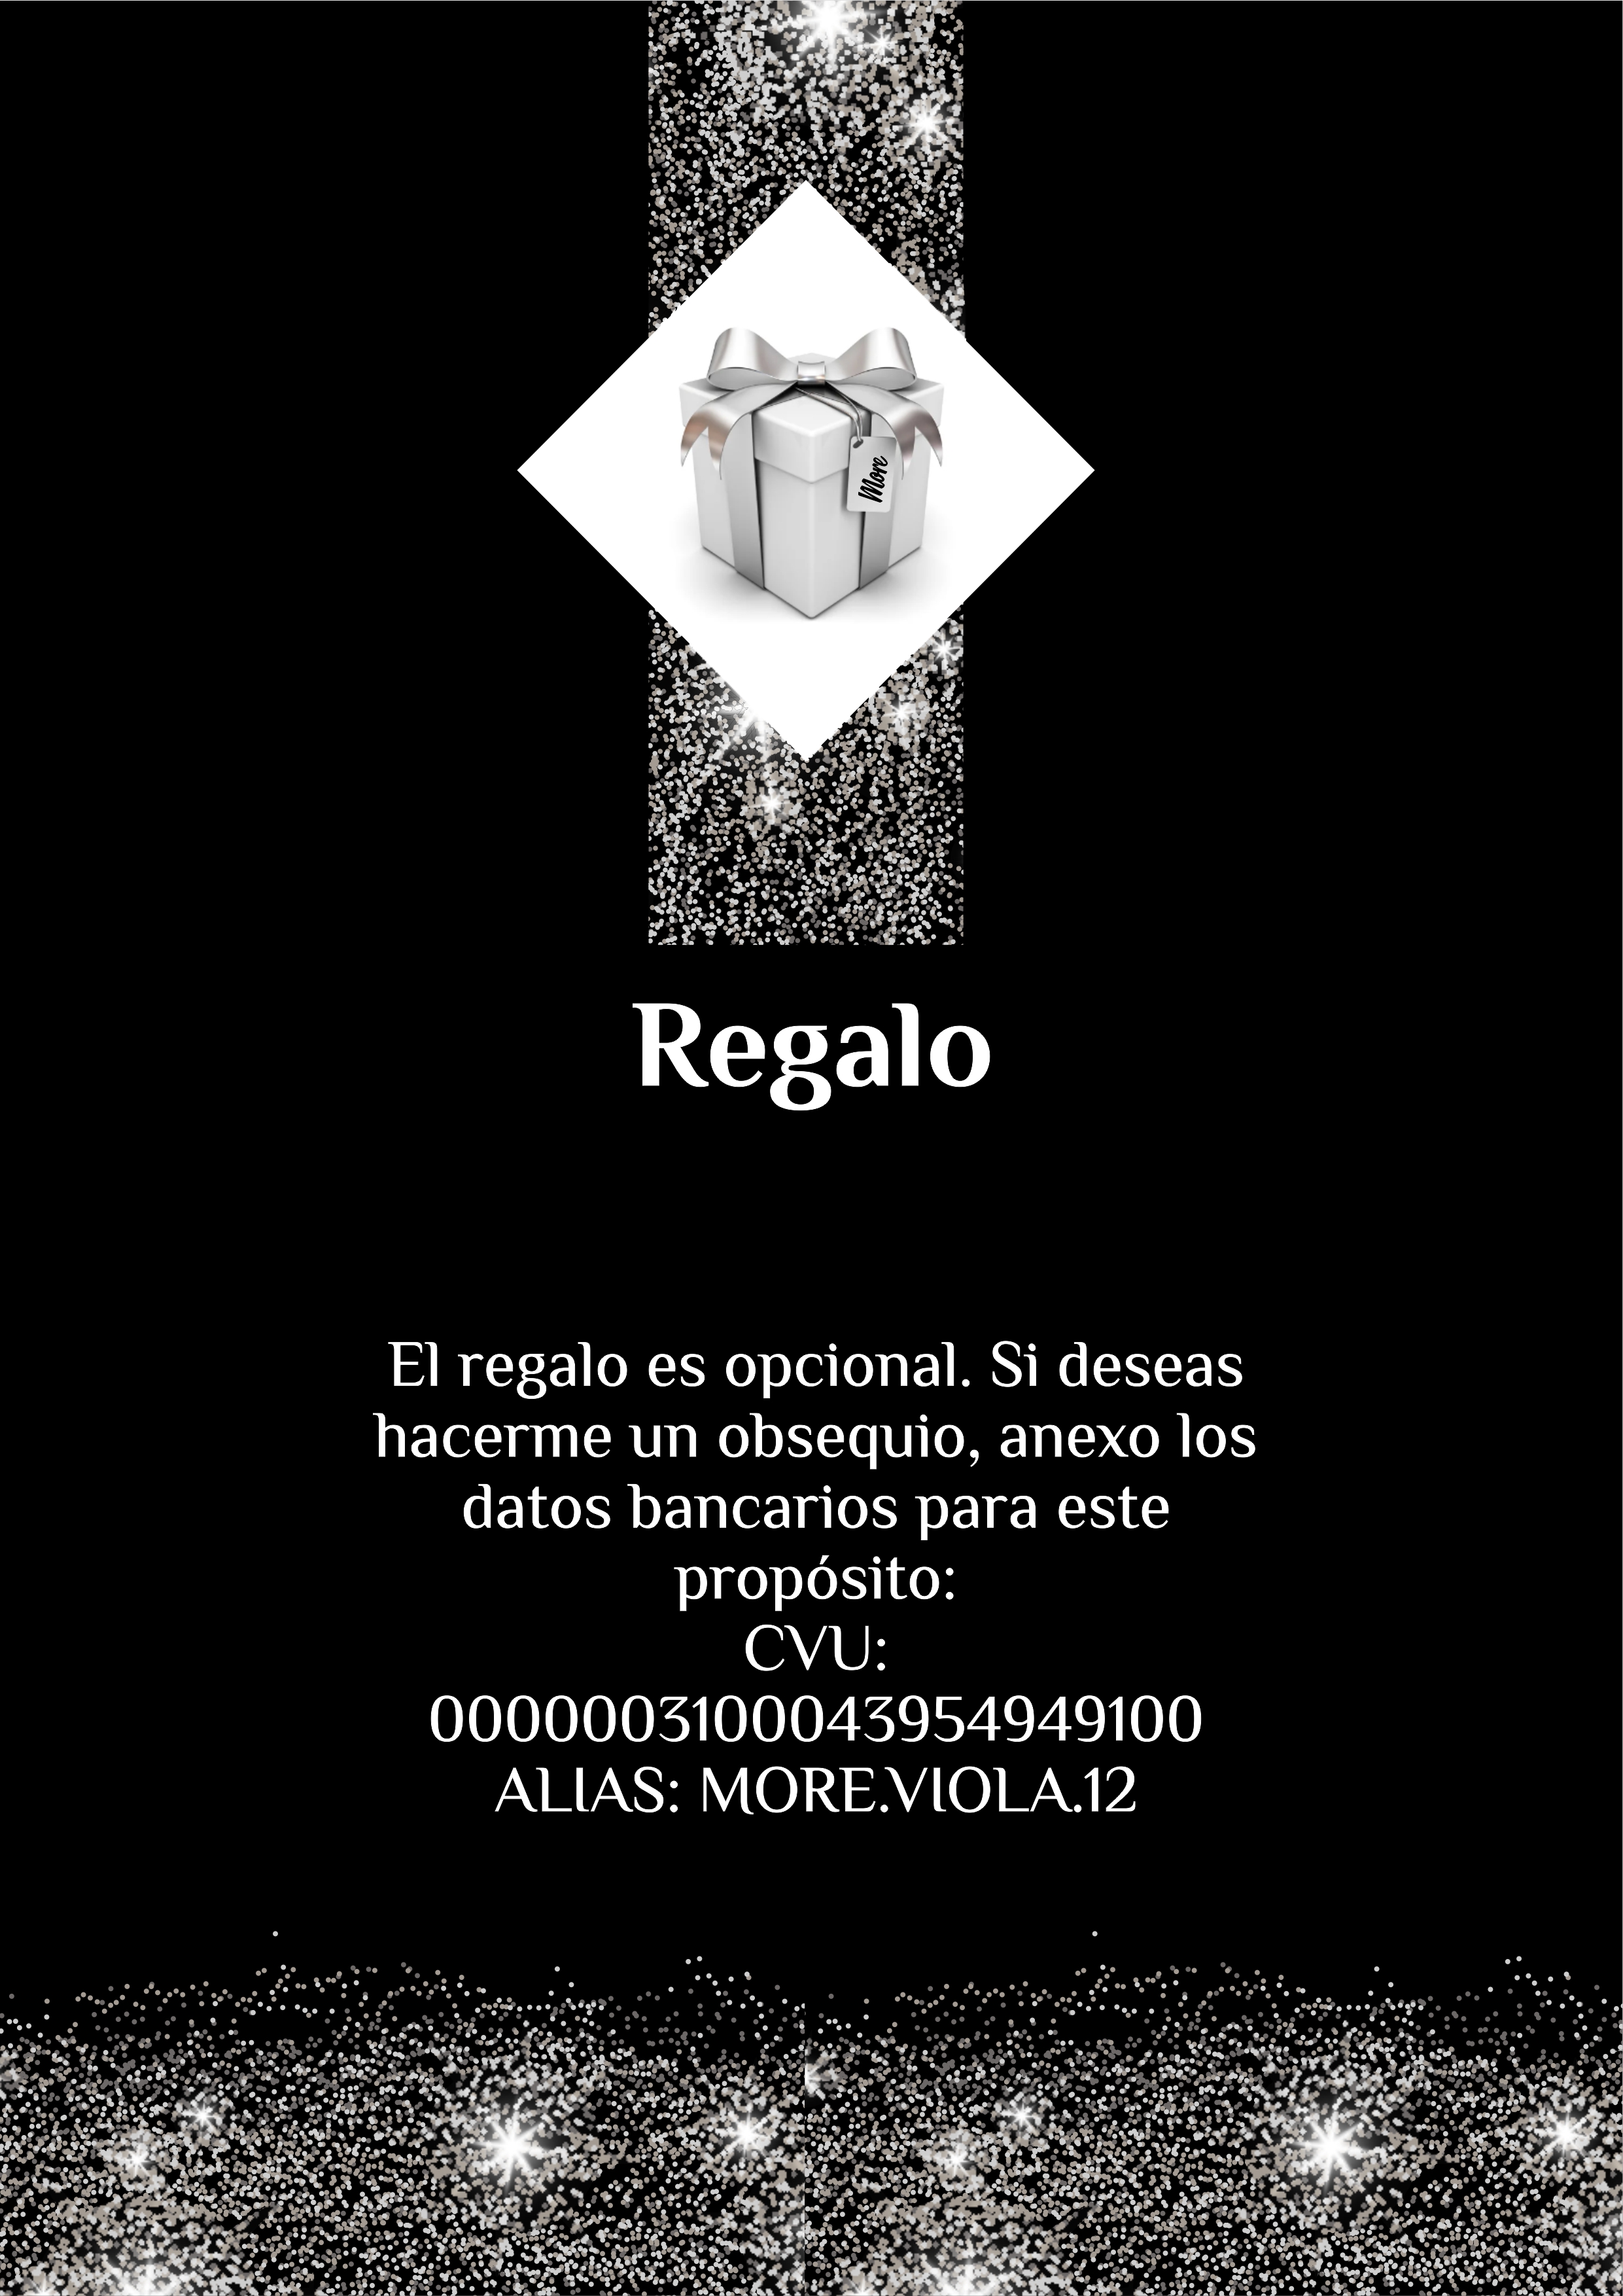 More
Regalo
El regalo es opcional. Si deseas
hacerme un obsequio, anexo los
datos bancarios para este
propósito:
CVU:
0000003100043954949100
ALIAS: MORE.VIOLA.12